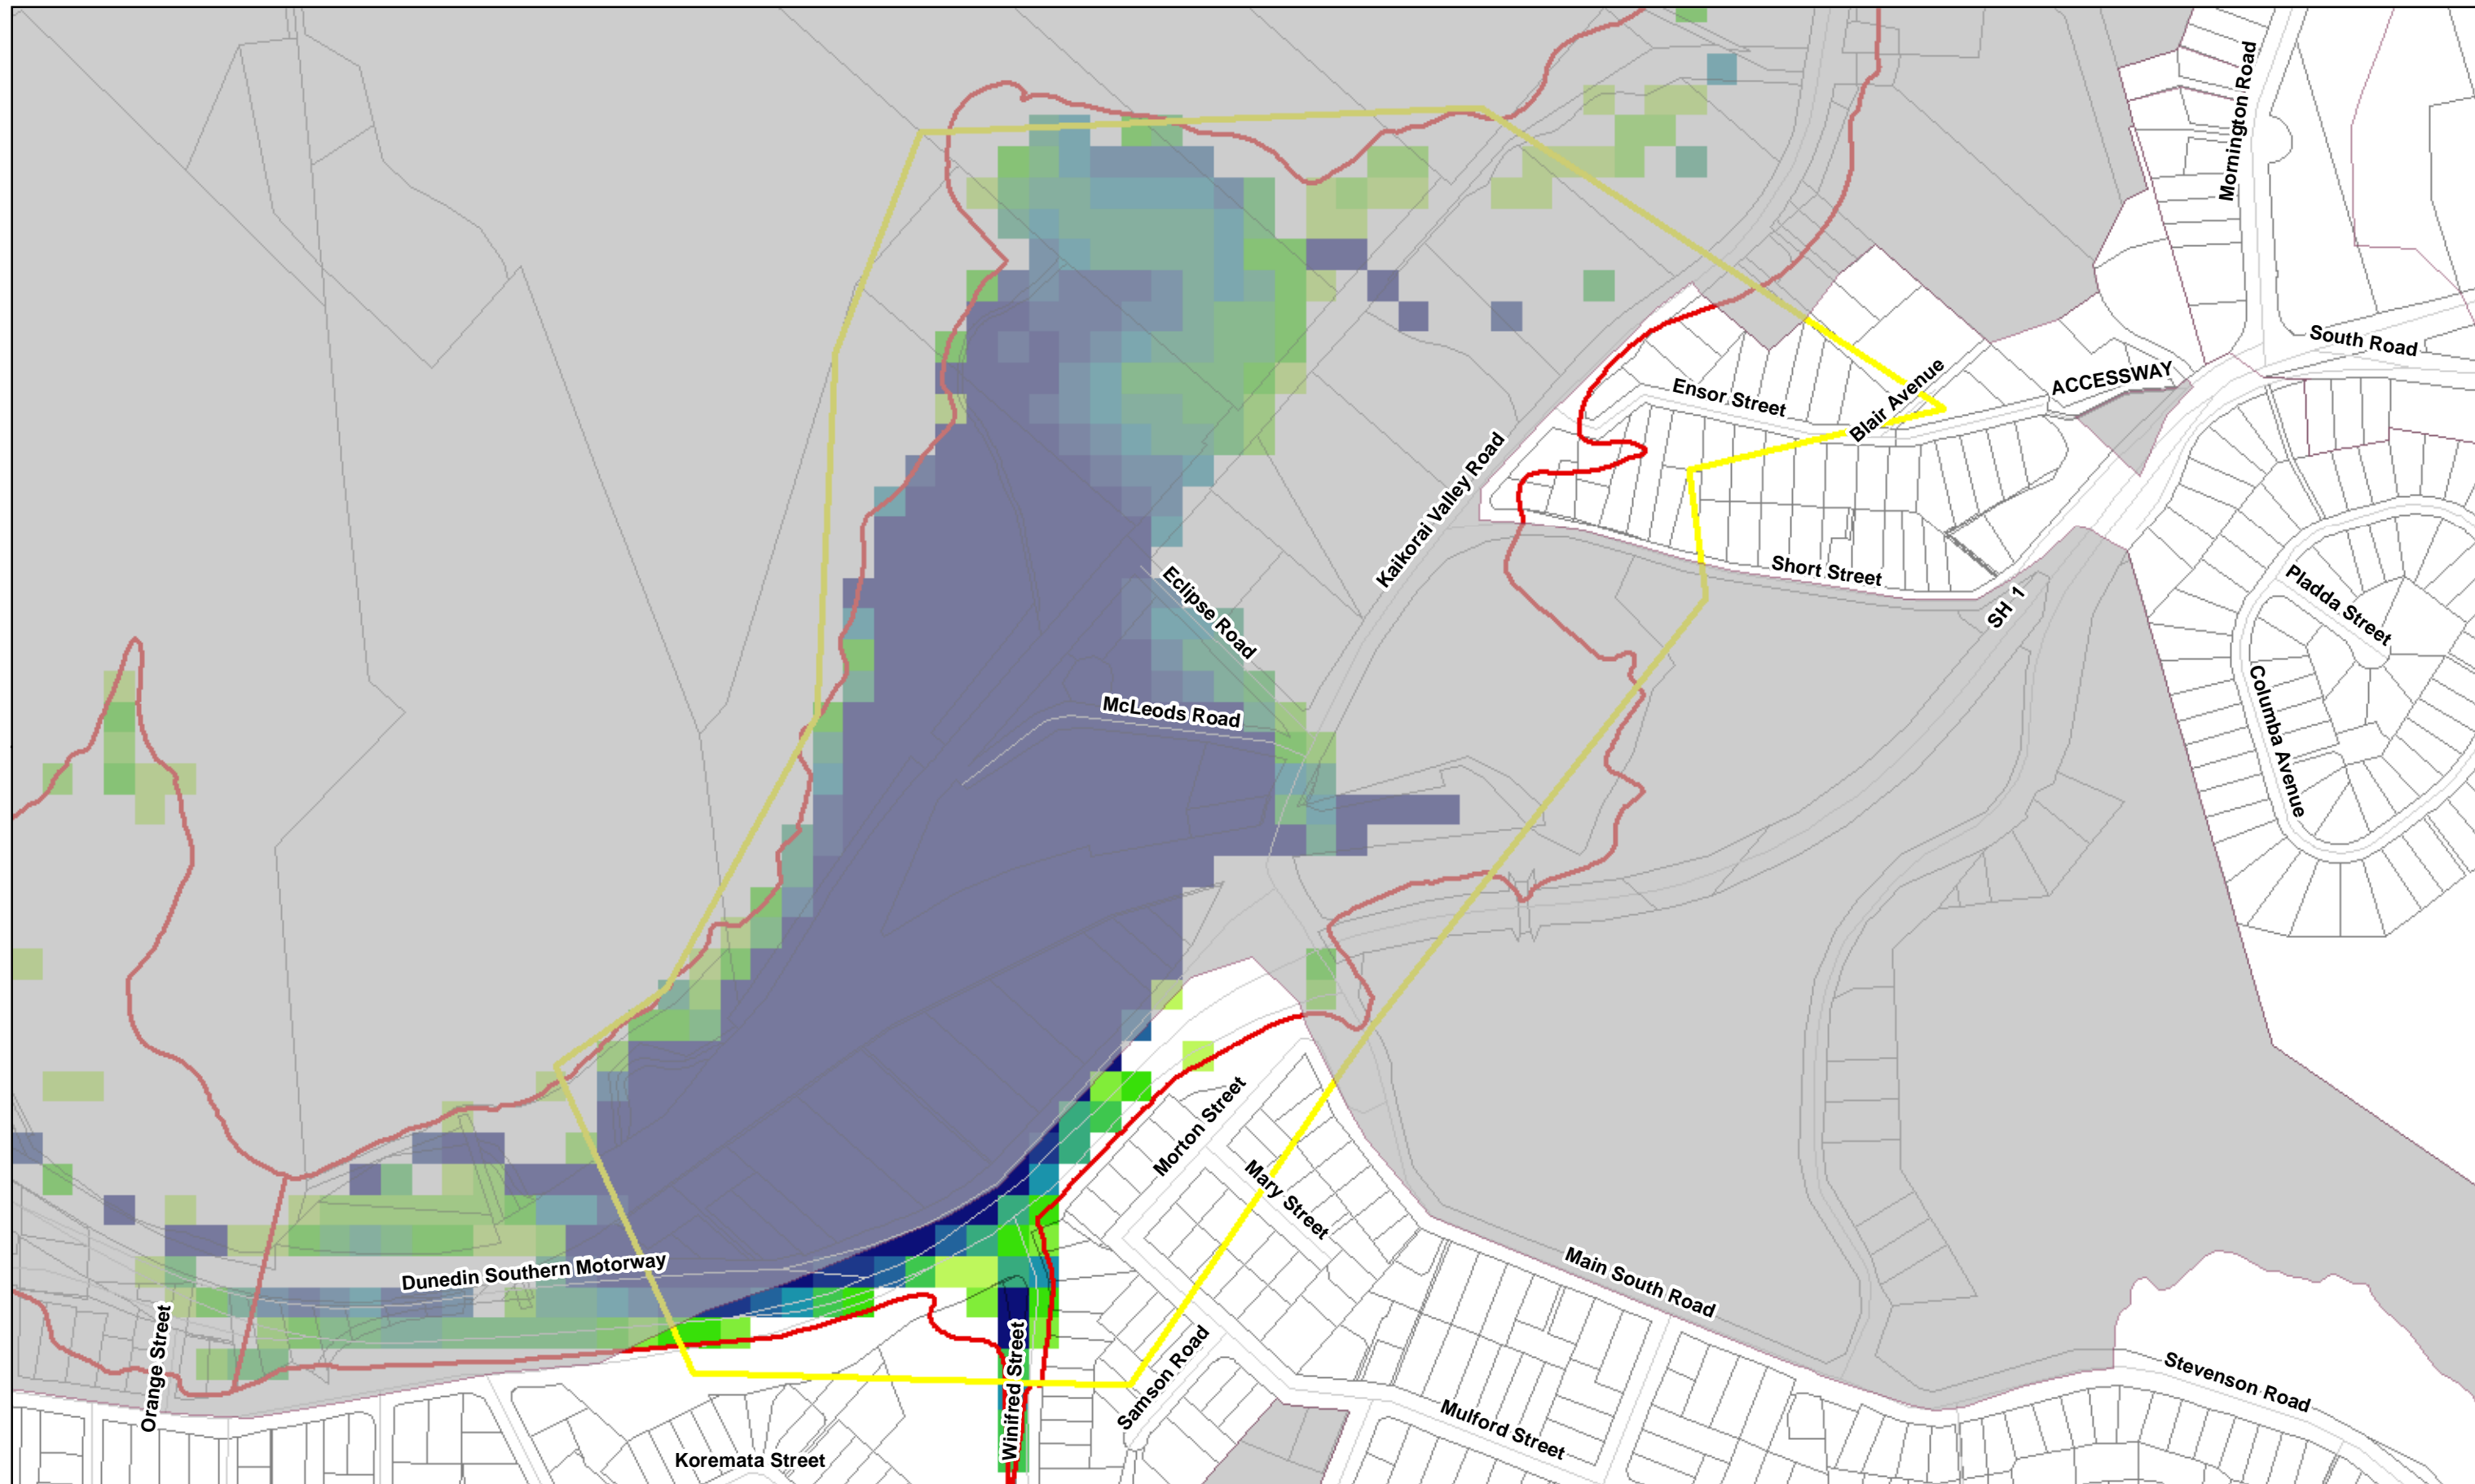 Mornington Road
South Road
ACCESSWAY
Ensor Street
Blair Avenue
Kaikorai Valley Road
Short Street
SH 1
Pladda Street
Columba Avenue
Eclipse Road
McLeods Road
Morton Street
Mary Street
Dunedin Southern Motorway
Main South Road
Orange Street
Winifred Street
Samson Road
Stevenson Road
Mulford Street
Koremata Street